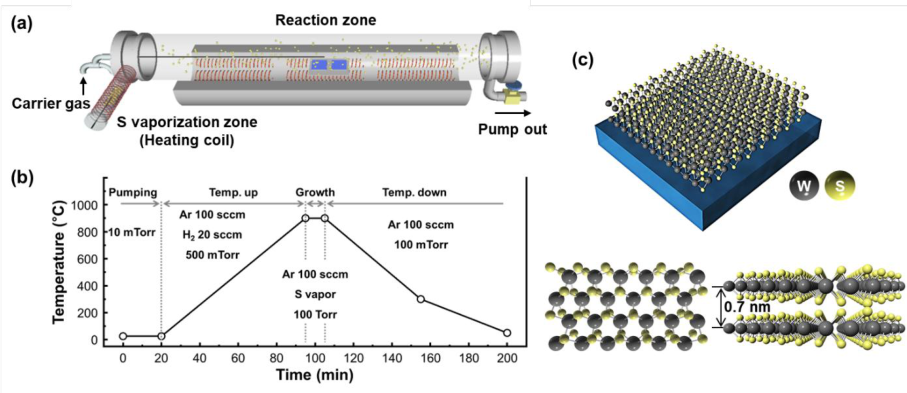 (a)
Reaction zone
Carrier gas
S vaporization zone
(Heating coil)
Pump out
(b)
Pumping
Temp. up
Growth
Temp. down
10 mTorr
Ar 100 sccm
H₂ 20 sccm
500 mTorr
Ar 100 sccm
S vapor
100 Torr
Ar 100 sccm
100 mTorr
Temperature (°C)
1000
800
600
400
200
0
0 20 40 60 80 100 120 140 160 180 200
Time (min)
(c)
W
S
0.7 nm